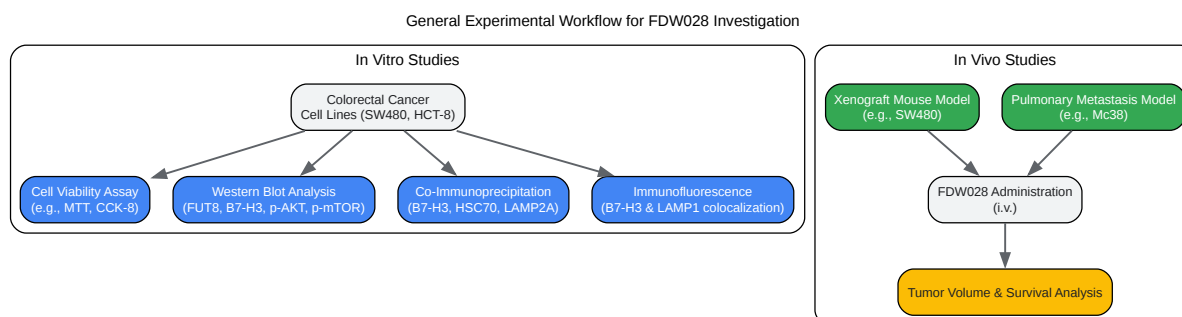 General Experimental Workflow for FDW028 Investigation
In Vitro Studies
Colorectal Cancer
Cell Lines (SW480, HCT-8)
Cell Viability Assay
(e.g., MTT, CCK-8)
Western Blot Analysis
(FUT8, B7-H3, p-AKT, p-mTOR)
Co-Immunoprecipitation
(B7-H3, HSC70, LAMP2A)
Immunofluorescence
(B7-H3 & LAMP1 colocalization)
In Vivo Studies
Xenograft Mouse Model
(e.g., SW480)
Pulmonary Metastasis Model
(e.g., Mc38)
FDW028 Administration
(i.v.)
Tumor Volume & Survival Analysis